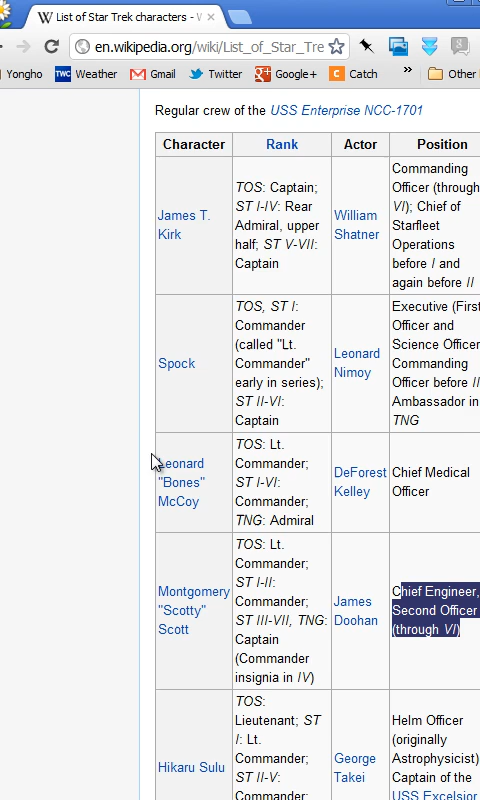 List of Star Trek characters - W
en.wikipedia.org/wiki/List_of_Star_Tre
Yongho
TWC Weather
Gmail
Twitter
Google+
C Catch
»
Other
Regular crew of the USS Enterprise NCC-1701
Character
Rank
Actor
Position
James T.
Kirk
TOS: Captain;
ST I-IV: Rear
Admiral, upper
half; ST V-VII:
Captain
William
Shatner
Commanding
Officer (through
VI); Chief of
Starfleet
Operations
before I and
again before II
Spock
TOS, ST I:
Commander
(called "Lt.
Commander"
early in series);
ST II-VI:
Captain
Leonard
Nimoy
Executive (First
Officer and
Science Officer
Commanding
Officer before II
Ambassador in
TNG
Leonard
"Bones"
McCoy
TOS: Lt.
Commander;
ST I-VI:
Commander;
TNG: Admiral
DeForest
Kelley
Chief Medical
Officer
Montgomery
"Scotty"
Scott
TOS: Lt.
Commander;
ST I-II:
Commander;
ST III-VII, TNG:
Captain
(Commander
insignia in IV)
James
Doohan
Chief Engineer,
Second Officer
(through VI)
Hikaru Sulu
TOS:
Lieutenant; ST
I: Lt.
Commander;
ST II-V:
Commander;
George
Takei
Helm Officer
(originally
Astrophysicist)
Captain of the
USS Excelsior